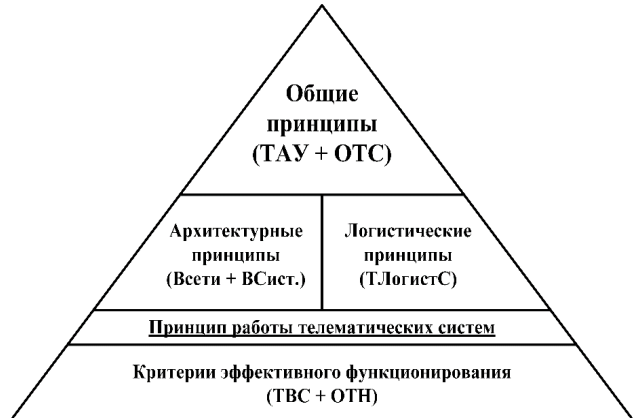 Общие
принципы
(ТАУ + ОТС)
Архитектурные
принципы
(Всети + ВСист.)
Логистические
принципы
(ТЛогистС)
Принцип работы телематических систем
Критерии эффективного функционирования
(ТВС + ОТН)